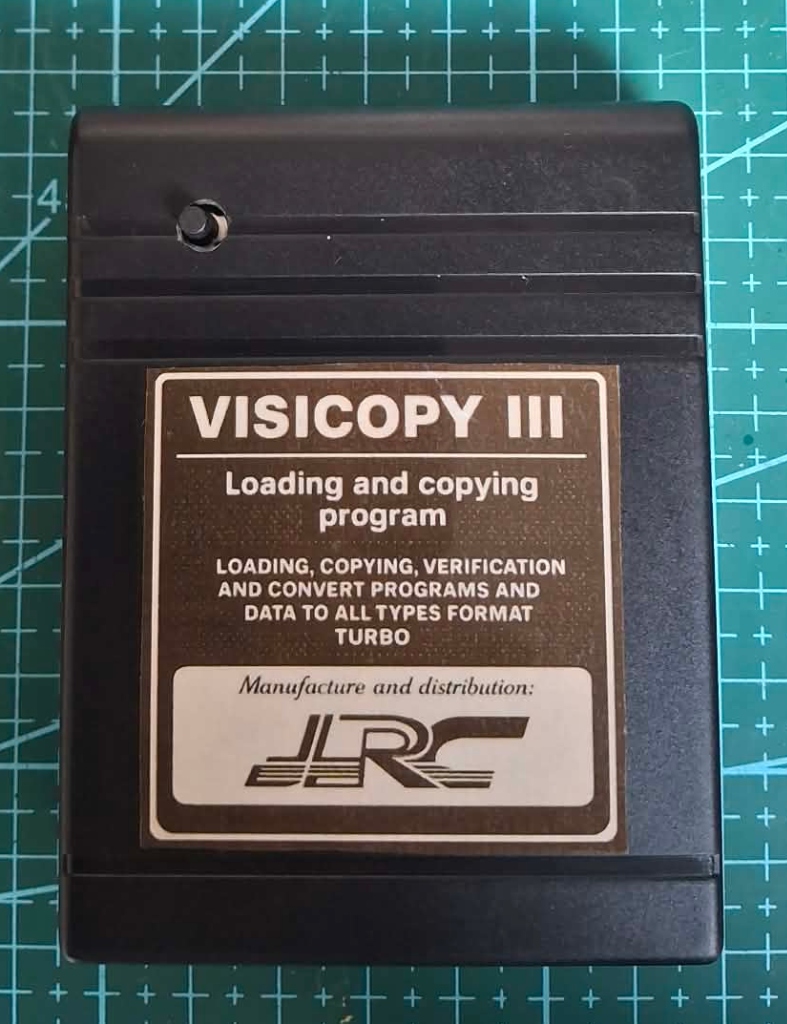 4
VISICOPY III
Loading and copying
program
LOADING, COPYING, VERIFICATION
AND CONVERT PROGRAMS AND
DATA TO ALL TYPES FORMAT
TURBO
Manufacture and distribution:
JRC